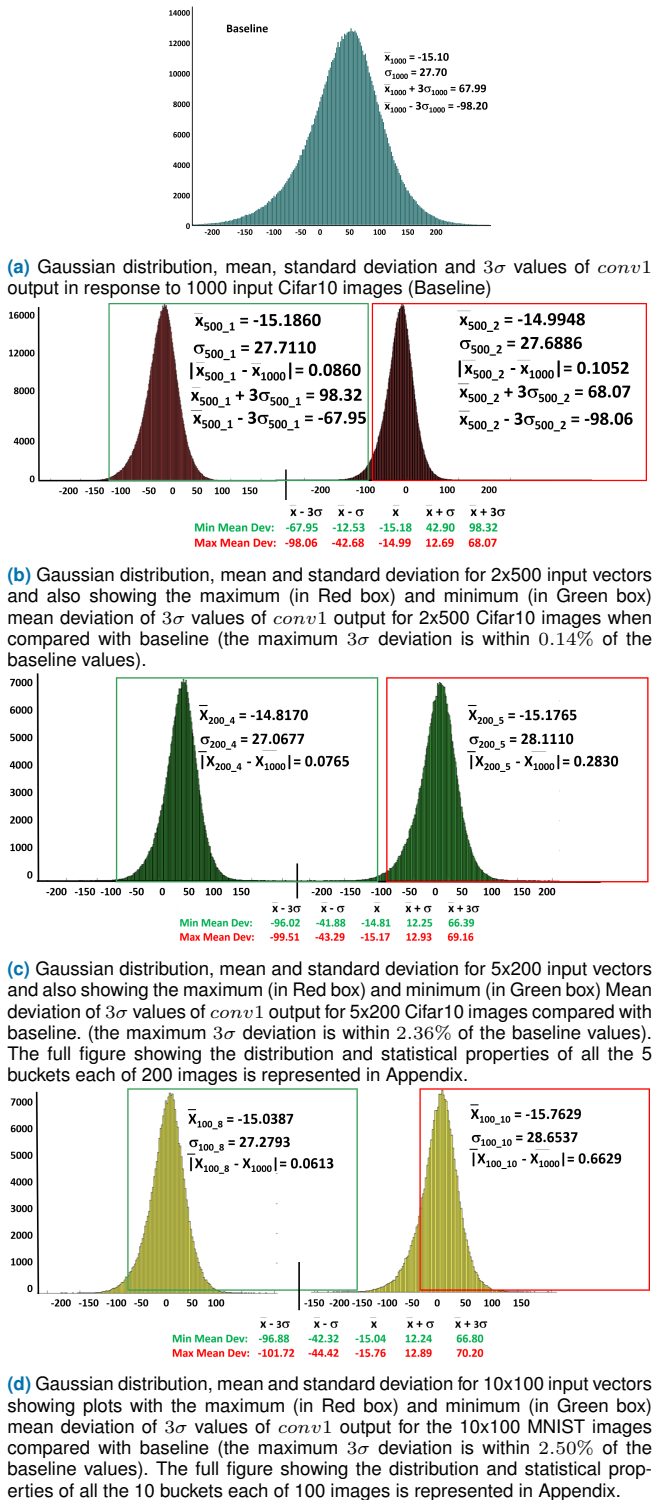 14000
Baseline
12000
10000
8000
6000
4000
2000
0
x̄1000 = -15.10
σ1000 = 27.70
x̄1000 + 3σ1000 = 67.99
x̄1000 - 3σ1000 = -98.20
-200 -150 -100 -50 0 50 100 150 200
(a) Gaussian distribution, mean, standard deviation and 3σ values of conv1
output in response to 1000 input Cifar10 images (Baseline)
16000
12000
8000
4000
0
x̄500_1 = -15.1860
σ500_1 = 27.7110
|x̄500_1 - x̄1000| = 0.0860
x̄500_1 + 3σ500_1 = 98.32
x̄500_1 - 3σ500_1 = -67.95
x̄500_2 = -14.9948
σ500_2 = 27.6886
|x̄500_2 - x̄1000| = 0.1052
x̄500_2 + 3σ500_2 = 68.07
x̄500_2 - 3σ500_2 = -98.06
-200 -100 0 100 200 -200 -100 0 100 200
x̄ - 3σ x̄ - σ x̄ x̄ + σ x̄ + 3σ
Min Mean Dev: -67.95 -12.53 -15.18 42.90 98.32
Max Mean Dev: -98.06 -42.68 -14.99 12.69 68.07
(b) Gaussian distribution, mean and standard deviation for 2x500 input vectors
and also showing the maximum (in Red box) and minimum (in Green box)
mean deviation of 3σ values of conv1 output for 2x500 Cifar10 images when
compared with baseline (the maximum 3σ deviation is within 0.14% of the
baseline values).
7000
6000
5000
4000
3000
2000
1000
0
X̄200_4 = -14.8170
σ200_4 = 27.0677
|X̄200_4 - X̄1000| = 0.0765
X̄200_5 = -15.1765
σ200_5 = 28.1110
|X̄200_5 - X̄1000| = 0.2830
-200 -150 -100 -50 0 50 100 150 -200 -150 -100 -50 0 50 100 150 200
x̄ - 3σ x̄ - σ x̄ x̄ + σ x̄ + 3σ
Min Mean Dev: -96.02 -41.88 -14.81 12.25 66.39
Max Mean Dev: -99.51 -43.29 -15.17 12.93 69.16
(c) Gaussian distribution, mean and standard deviation for 5x200 input vectors
and also showing the maximum (in Red box) and minimum (in Green box) Mean
deviation of 3σ values of conv1 output for 5x200 Cifar10 images compared with
baseline. (the maximum 3σ deviation is within 2.36% of the baseline values).
The full figure showing the distribution and statistical properties of all the 5
buckets each of 200 images is represented in Appendix.
7000
6000
5000
4000
3000
2000
1000
0
X̄100_8 = -15.0387
σ100_8 = 27.2793
|X̄100_8 - X̄1000| = 0.0613
X̄100_10 = -15.7629
σ100_10 = 28.6537
|X̄100_10 - X̄1000| = 0.6629
-200 -150 -100 -50 0 50 100 -150 -200 -150 -100 -50 0 50 100 150
x̄ - 3σ x̄ - σ x̄ x̄ + σ x̄ + 3σ
Min Mean Dev: -96.88 -42.32 -15.04 12.24 66.80
Max Mean Dev: -101.72 -44.42 -15.76 12.89 70.20
(d) Gaussian distribution, mean and standard deviation for 10x100 input vectors
showing plots with the maximum (in Red box) and minimum (in Green box)
mean deviation of 3σ values of conv1 output for the 10x100 MNIST images
compared with baseline (the maximum 3σ deviation is within 2.50% of the
baseline values). The full figure showing the distribution and statistical prop-
erties of all the 10 buckets each of 100 images is represented in Appendix.